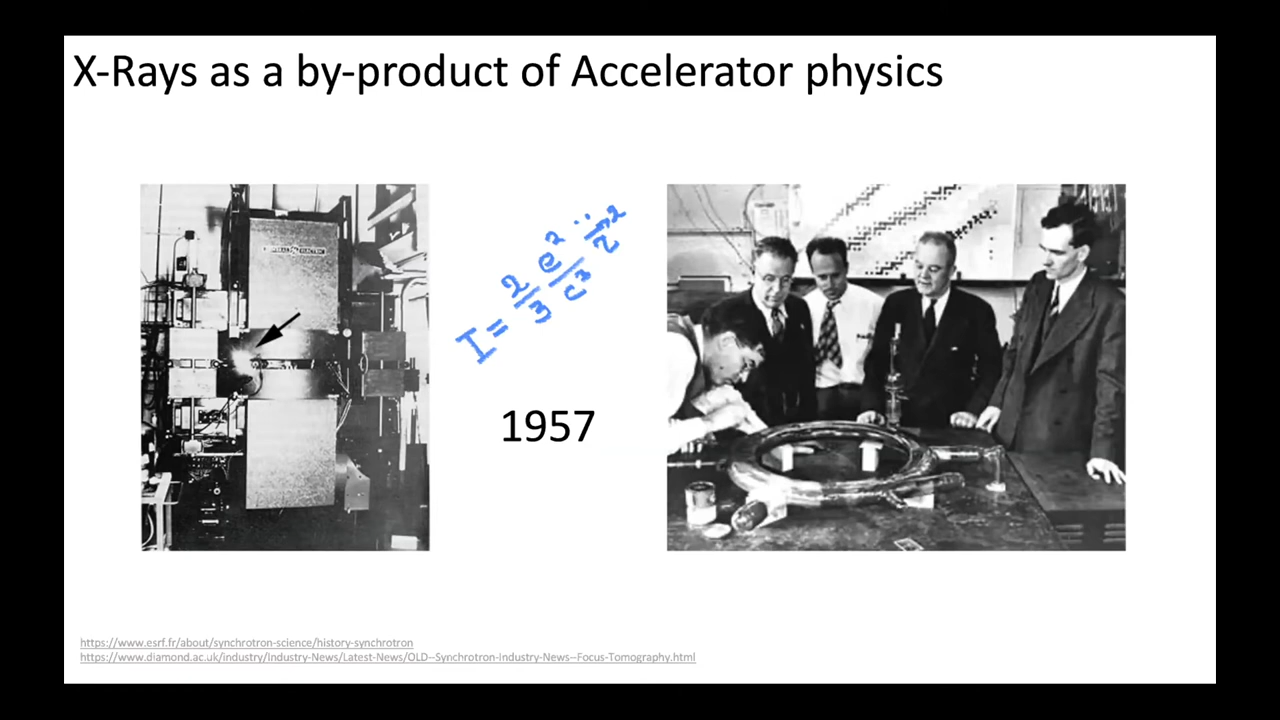 X-Rays as a by-product of Accelerator physics
GENERAL ELECTRIC
I = 2/3 e²/c³ r̈²
1957
https://www.esrf.fr/about/synchrotron-science/history-synchrotron
https://www.diamond.ac.uk/industry/Industry-News/Latest-News/OLD--Synchrotron-Industry-News--Focus-Tomography.html